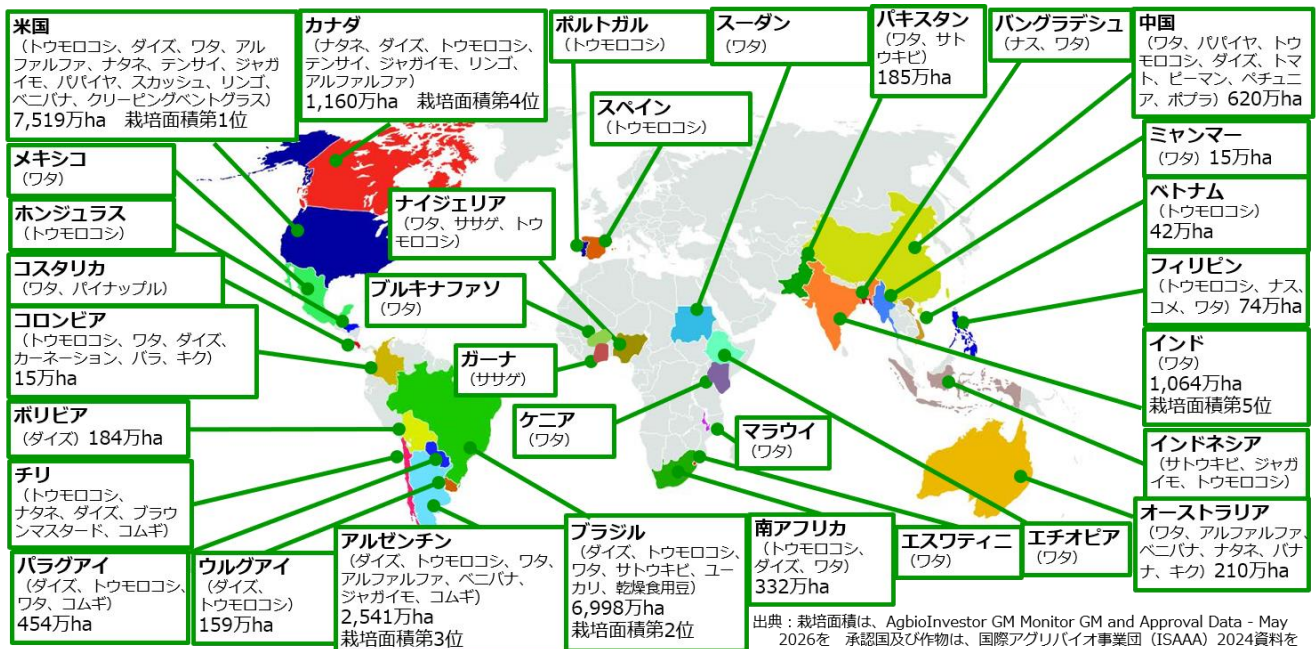 米国
（トウモロコシ、ダイズ、ワタ、アル
ファルファ、ナタネ、テンサイ、ジャガ
イモ、パパイヤ、スカッシュ、リンゴ、
ベニバナ、クリーピングベントグラス）
7,519万ha　栽培面積第1位
カナダ
（ナタネ、ダイズ、トウモロコシ、
テンサイ、ジャガイモ、リンゴ、
アルファルファ）
1,160万ha　栽培面積第4位
ポルトガル
（トウモロコシ）
スーダン
（ワタ）
パキスタン
（ワタ、サト
ウキビ）
185万ha
バングラデシュ
（ナス、ワタ）
中国
（ワタ、パパイヤ、トウ
モロコシ、ダイズ、トマ
ト、ピーマン、ペチュニ
ア、ポプラ）620万ha
スペイン
（トウモロコシ）
ミャンマー
（ワタ）15万ha
メキシコ
（ワタ）
ナイジェリア
（ワタ、ササゲ、トウ
モロコシ）
ベトナム
（トウモロコシ）
42万ha
ホンジュラス
（トウモロコシ）
コスタリカ
（ワタ、パイナップル）
ブルキナファソ
（ワタ）
フィリピン
（トウモロコシ、ナス、
コメ、ワタ）74万ha
コロンビア
（トウモロコシ、ワタ、ダイズ、
カーネーション、バラ、キク）
15万ha
ガーナ
（ササゲ）
インド
（ワタ）
1,064万ha
栽培面積第5位
ボリビア
（ダイズ）184万ha
ケニア
（ワタ）
マラウイ
（ワタ）
インドネシア
（サトウキビ、ジャガ
イモ、トウモロコシ）
チリ
（トウモロコシ、
ナタネ、ダイズ、ブラウ
ンマスタード、コムギ）
オーストラリア
（ワタ、アルファルファ、
ベニバナ、ナタネ、バナ
ナ、キク）210万ha
パラグアイ
（ダイズ、トウモロコシ、
ワタ、コムギ）
454万ha
ウルグアイ
（ダイズ、
トウモロコシ）
159万ha
アルゼンチン
（ダイズ、トウモロコシ、ワタ、
アルファルファ、ベニバナ、
ジャガイモ、コムギ）
2,541万ha
栽培面積第3位
ブラジル
（ダイズ、トウモロコシ、
ワタ、サトウキビ、ユー
カリ、乾燥食用豆）
6,998万ha
栽培面積第2位
南アフリカ
（トウモロコシ、
ダイズ、ワタ）
332万ha
エスワティニ
（ワタ）
エチオピア
（ワタ）
出典：栽培面積は、AgbioInvestor GM Monitor GM and Approval Data - May
2026を　承認国及び作物は、国際アグリバイオ事業団（ISAAA）2024資料を